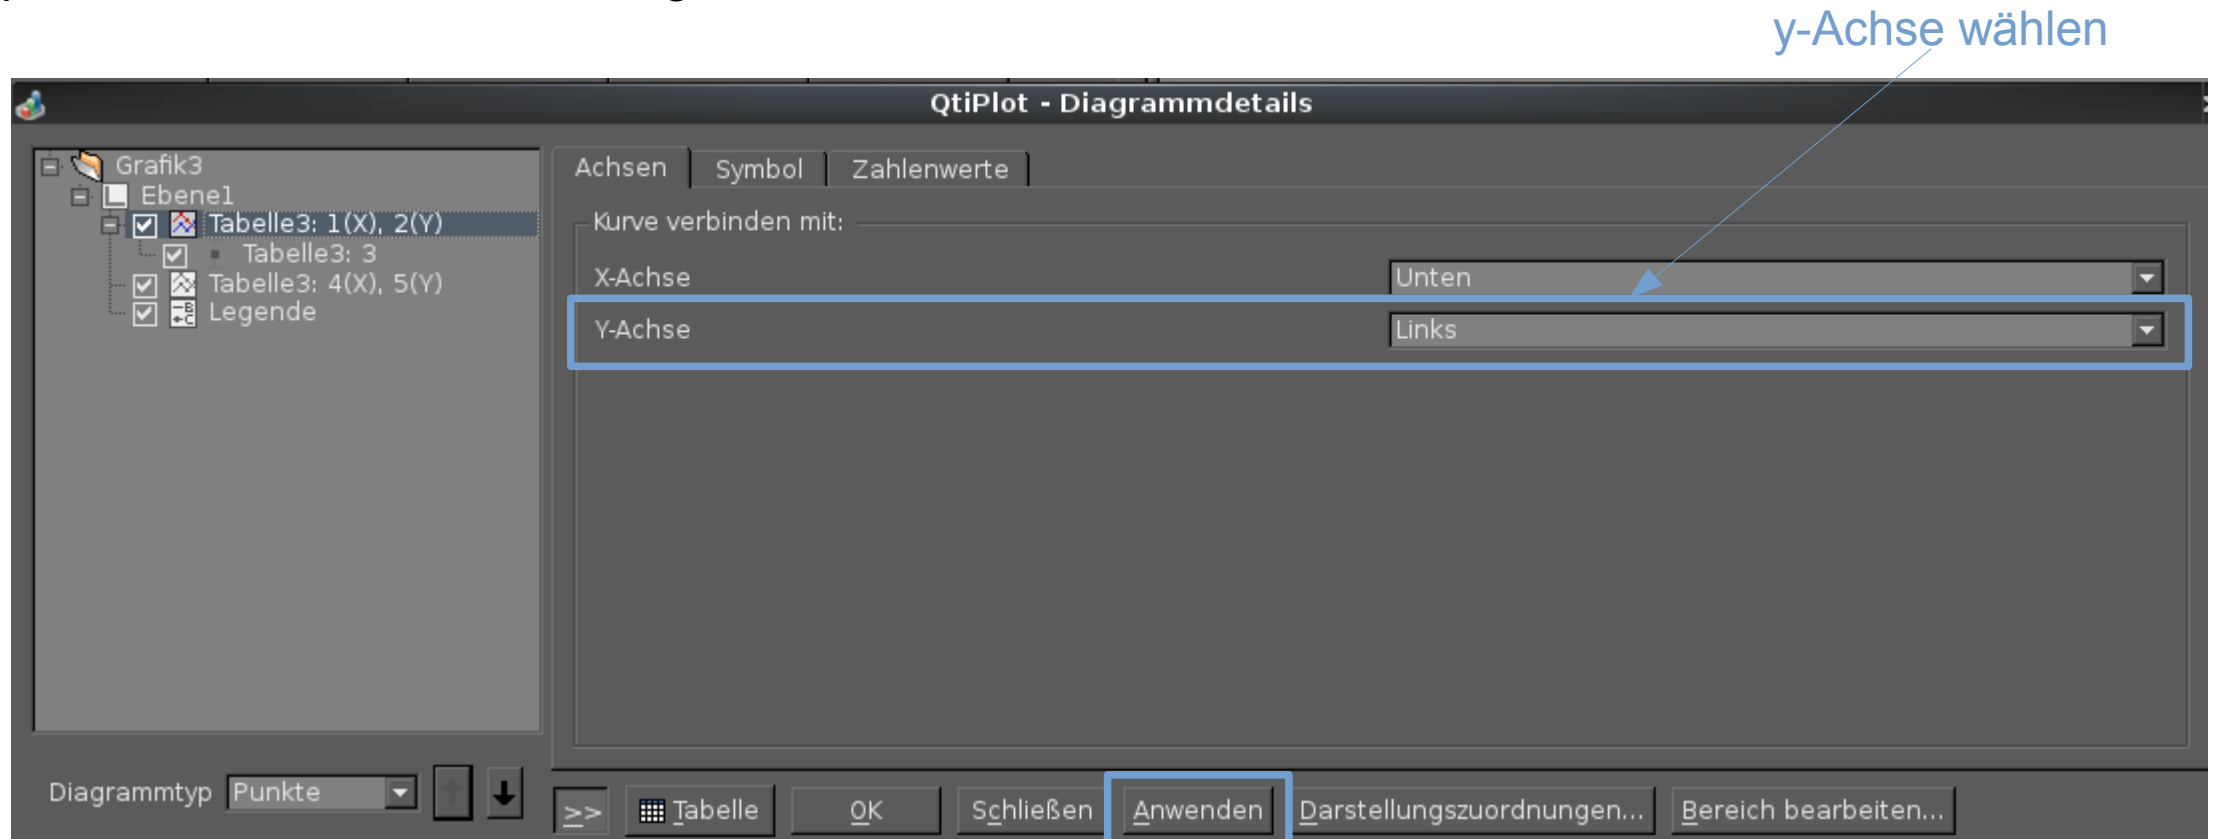 y-Achse wählen
QtiPlot - Diagrammdetails
Grafik3
Ebene1
Tabelle3: 1(X), 2(Y)
Tabelle3: 3
Tabelle3: 4(X), 5(Y)
Legende
Achsen Symbol Zahlenwerte
Kurve verbinden mit:
X-Achse Unten
Y-Achse Links
Diagrammtyp Punkte
>> Tabelle OK Schließen Anwenden Darstellungszuordnungen... Bereich bearbeiten...